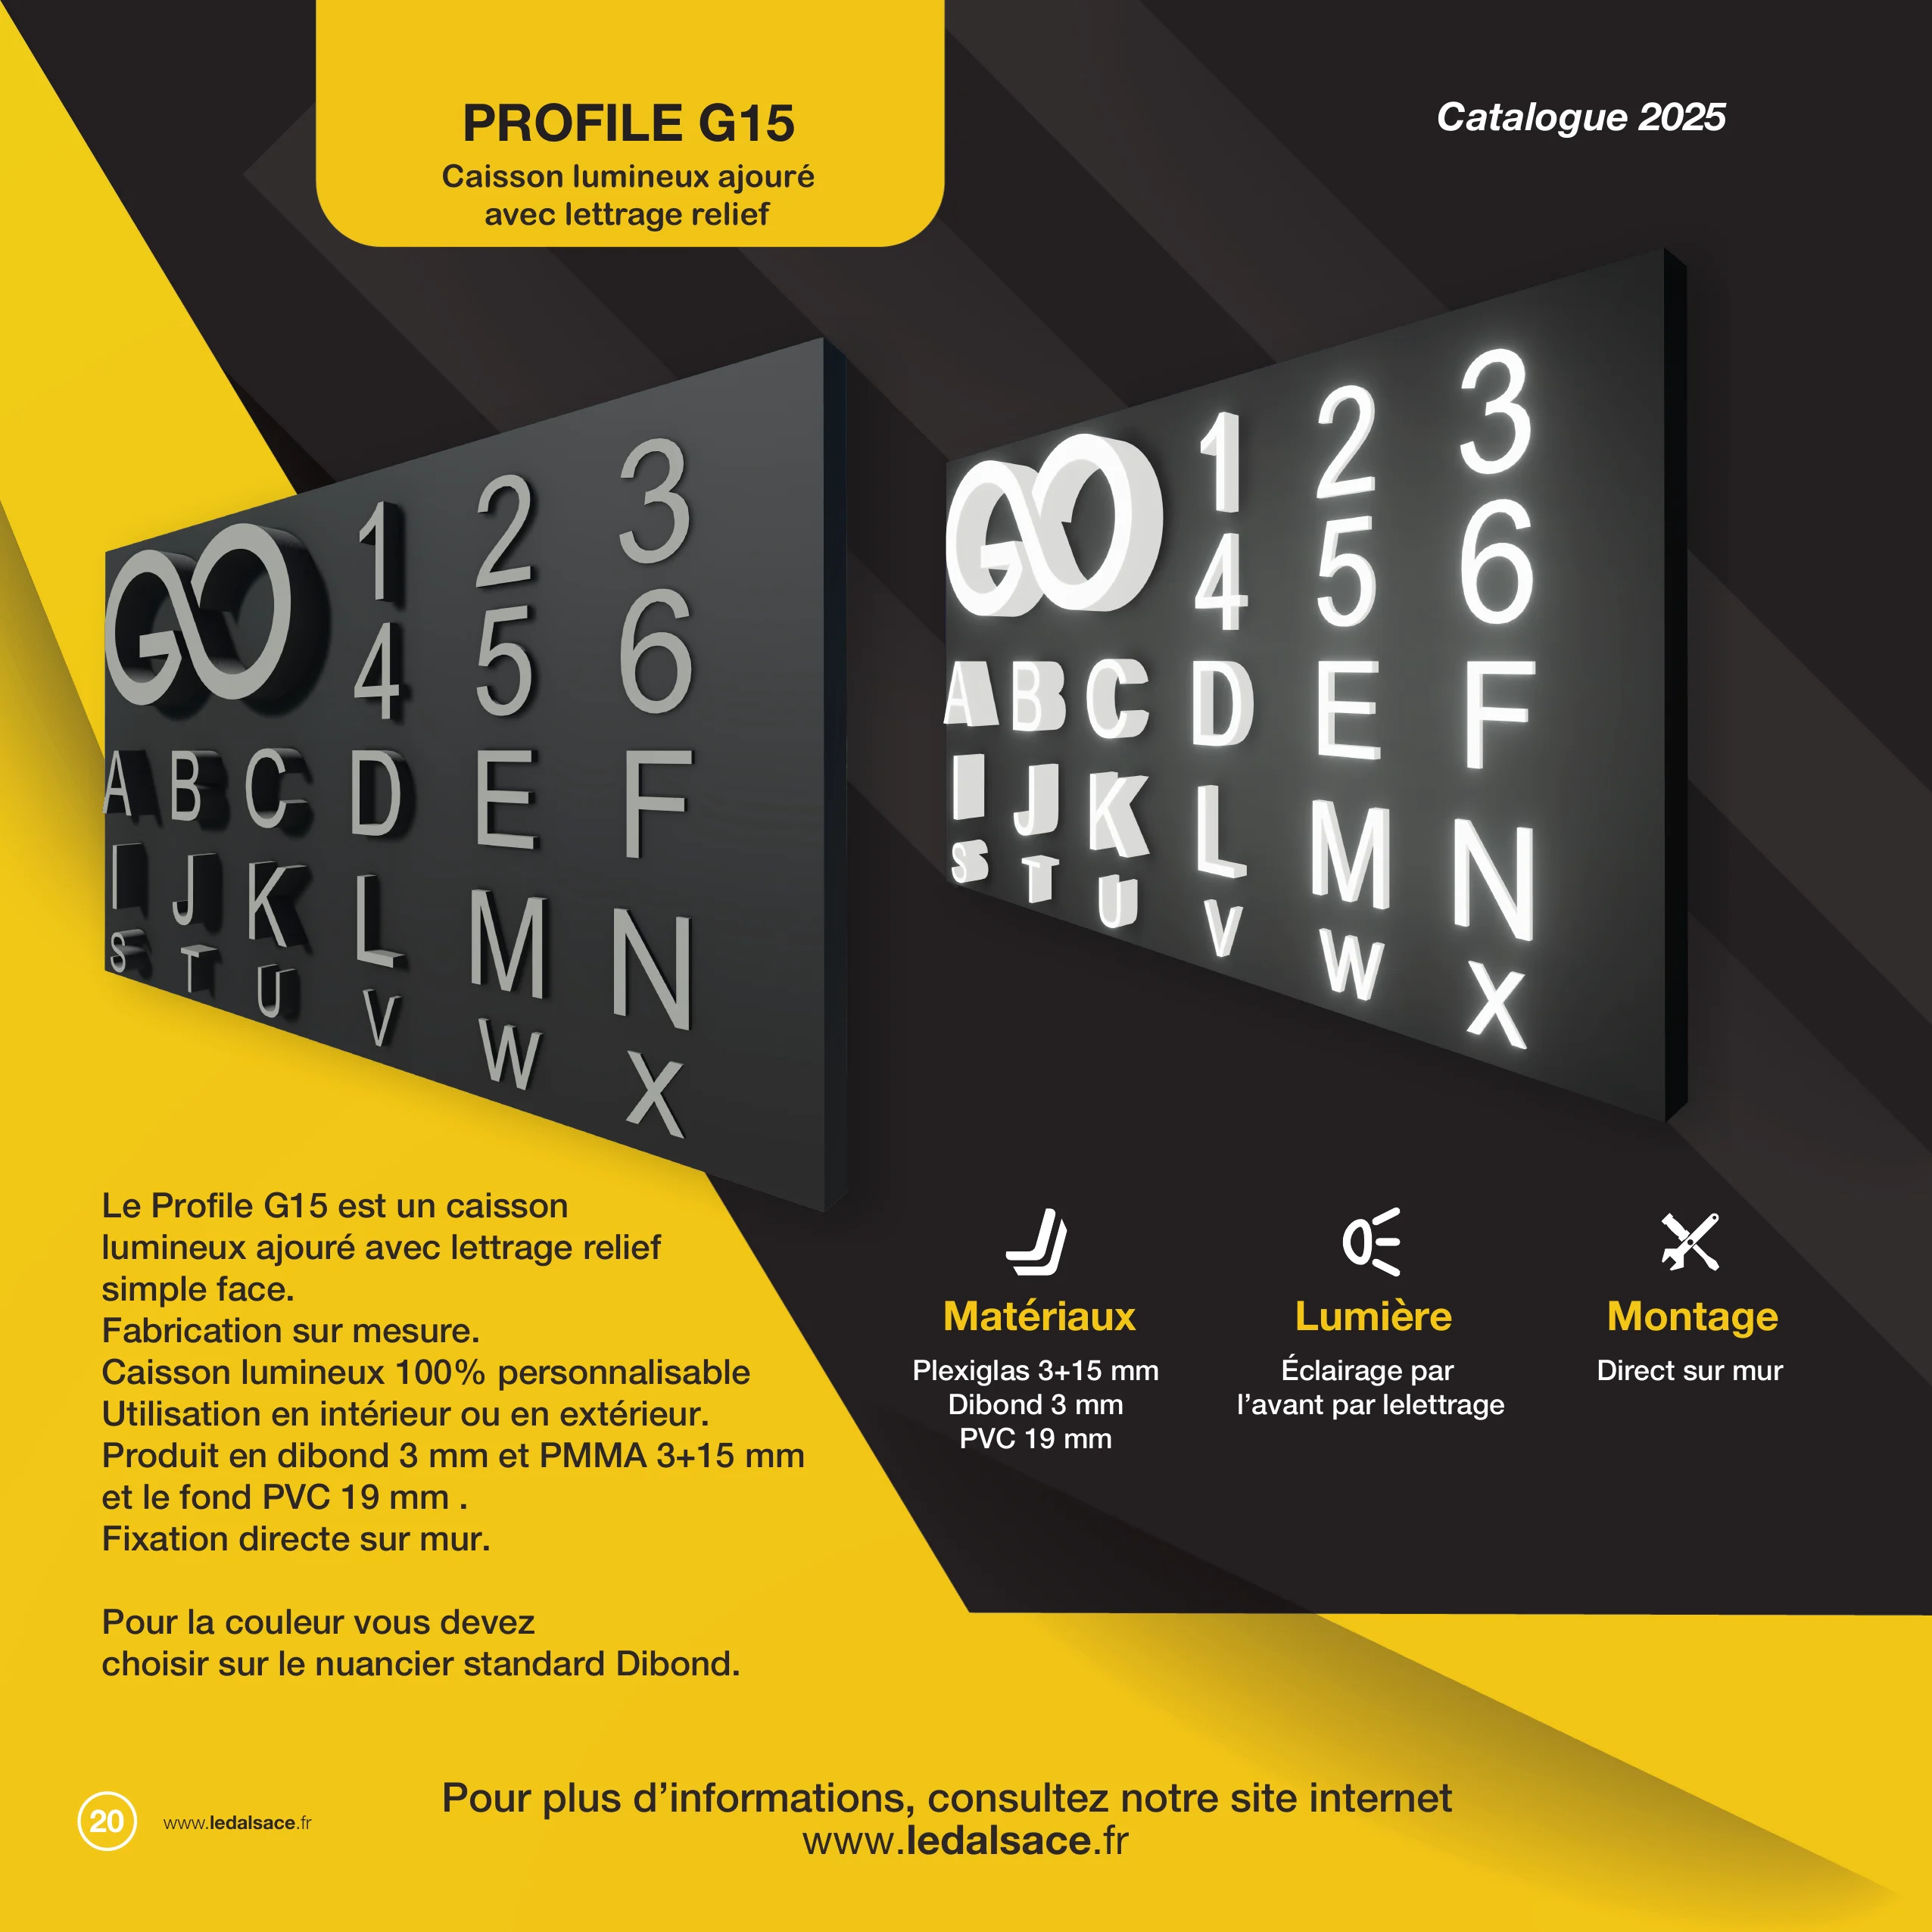 PROFILE G15
Caisson lumineux ajouré
avec lettrage relief
Catalogue 2025
GO 1 2 3
4 5 6
A B C D E F
I J K L M N
S T U V W X
GO 1 2 3
4 5 6
A B C D E F
I J K L M N
S T U V W X
Le Profile G15 est un caisson
lumineux ajouré avec lettrage relief
simple face.
Fabrication sur mesure.
Caisson lumineux 100% personnalisable
Utilisation en intérieur ou en extérieur.
Produit en dibond 3 mm et PMMA 3+15 mm
et le fond PVC 19 mm .
Fixation directe sur mur.
Pour la couleur vous devez
choisir sur le nuancier standard Dibond.
Matériaux
Plexiglas 3+15 mm
Dibond 3 mm
PVC 19 mm
Lumière
Éclairage par
l’avant par lelettrage
Montage
Direct sur mur
20
www.ledalsace.fr
Pour plus d’informations, consultez notre site internet
www.ledalsace.fr